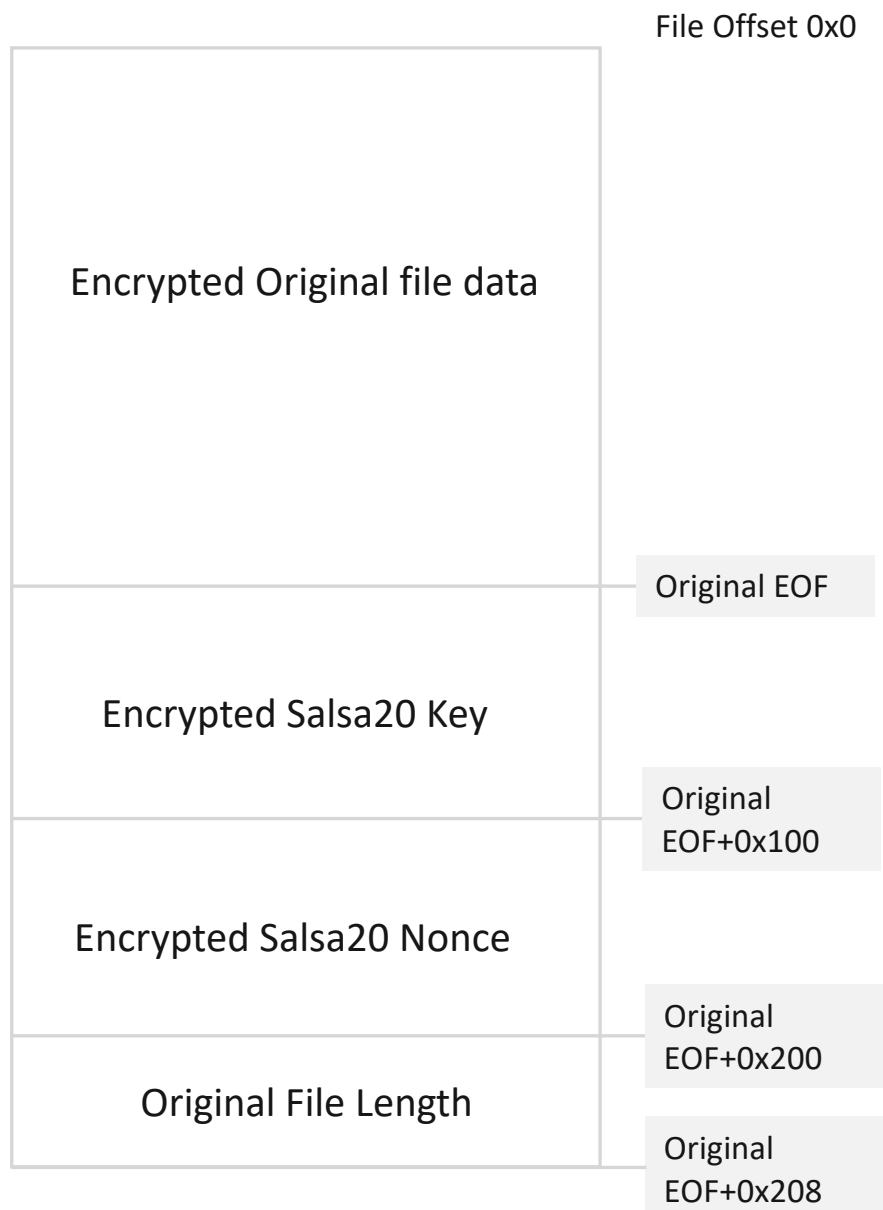 File Offset 0x0
Encrypted Original file data
Original EOF
Encrypted Salsa20 Key
Original
EOF+0x100
Encrypted Salsa20 Nonce
Original
EOF+0x200
Original File Length
Original
EOF+0x208